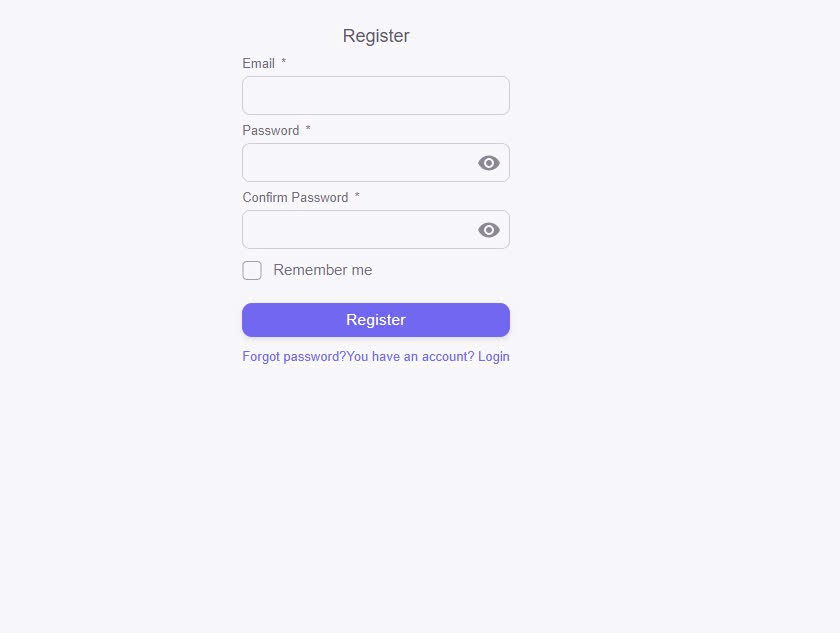 Register
Email *
Password *
Confirm Password *
Remember me
Register
Forgot password?You have an account? Login